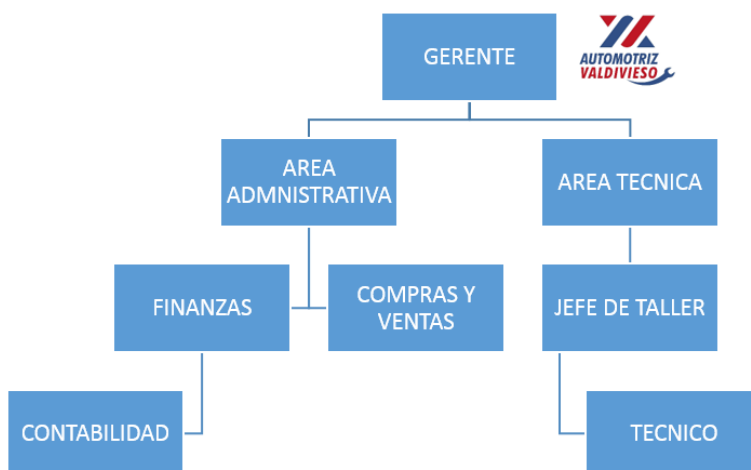 GERENTE
AUTOMOTRIZ
VALDIVIESO
AREA
ADMNISTRATIVA
AREA TECNICA
FINANZAS
COMPRAS Y
VENTAS
JEFE DE TALLER
CONTABILIDAD
TECNICO